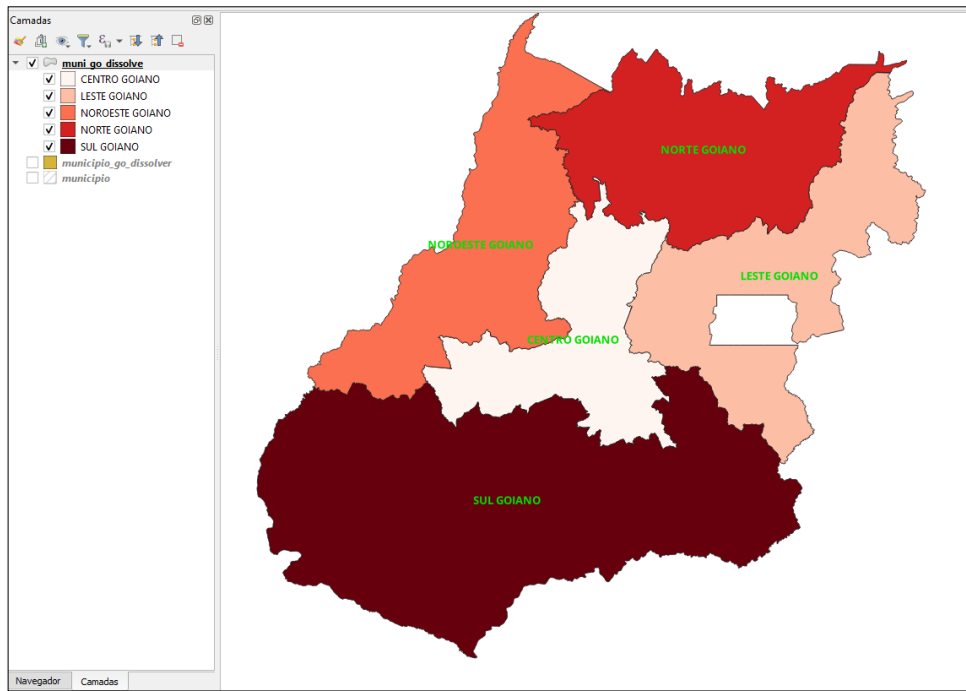 Camadas
muni_go_dissolve
CENTRO GOIANO
LESTE GOIANO
NOROESTE GOIANO
NORTE GOIANO
SUL GOIANO
municipio_go_dissolver
municipio
NORTE GOIANO
NOROESTE GOIANO
LESTE GOIANO
CENTRO GOIANO
SUL GOIANO
Navegador
Camadas